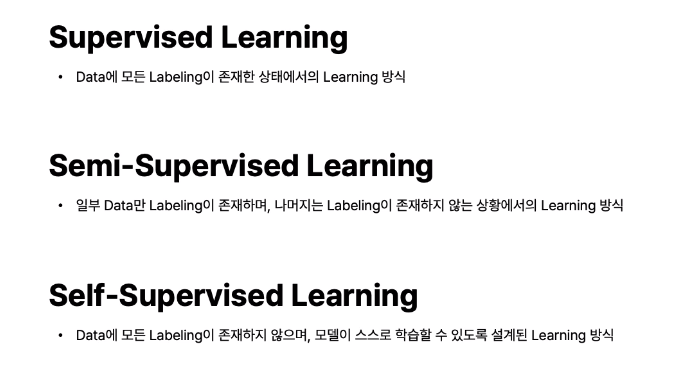 Supervised Learning
• Data에 모든 Labeling이 존재한 상태에서의 Learning 방식
Semi-Supervised Learning
• 일부 Data만 Labeling이 존재하며, 나머지는 Labeling이 존재하지 않는 상황에서의 Learning 방식
Self-Supervised Learning
• Data에 모든 Labeling이 존재하지 않으며, 모델이 스스로 학습할 수 있도록 설계된 Learning 방식